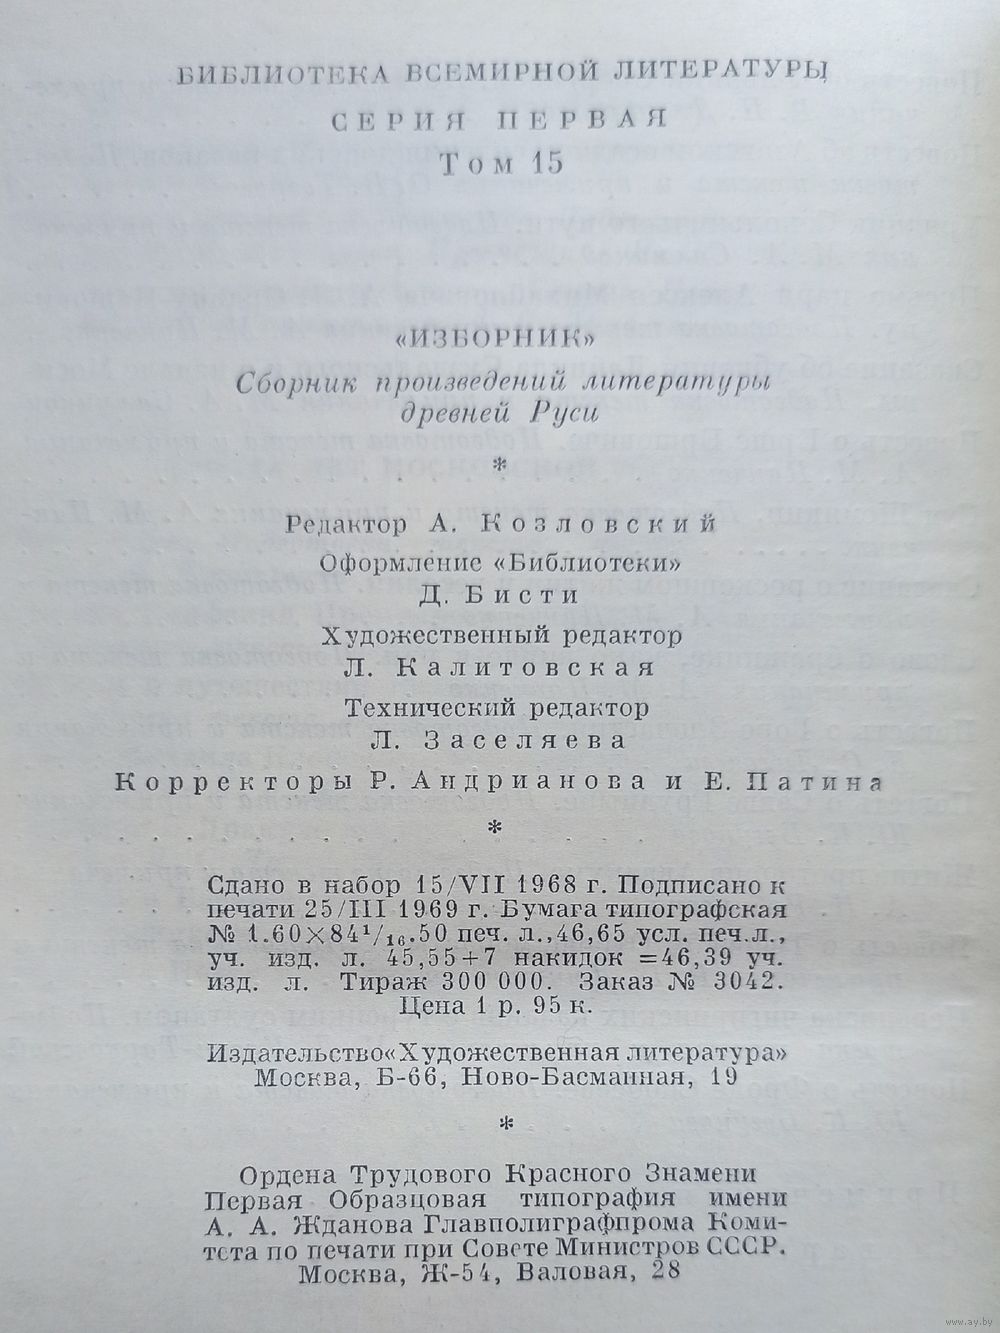 БИБЛИОТЕКА ВСЕМИРНОЙ ЛИТЕРАТУРЫ
СЕРИЯ ПЕРВАЯ
Том 15
«ИЗБОРНИК»
Сборник произведений литературы
древней Руси
*
Редактор А. Козловский
Оформление «Библиотеки»
Д. Бисти
Художественный редактор
Л. Калитовская
Технический редактор
Л. Заселяева
Корректоры Р. Андрианова и Е. Патина
*
Сдано в набор 15/VII 1968 г. Подписано к
печати 25/III 1969 г. Бумага типографская
№ 1.60×84¹/₁₆.50 печ. л.,46,65 усл. печ.л.,
уч. изд. л. 45,55+7 накидок =46,39 уч.
изд. л. Тираж 300 000. Заказ № 3042.
Цена 1 р. 95 к.
Издательство«Художественная литература»
Москва, Б-66, Ново-Басманная, 19
*
Ордена Трудового Красного Знамени
Первая Образцовая типография имени
А. А. Жданова Главполиграфпрома Коми-
тета по печати при Совете Министров СССР.
Москва, Ж-54, Валовая, 28
www.ay.by